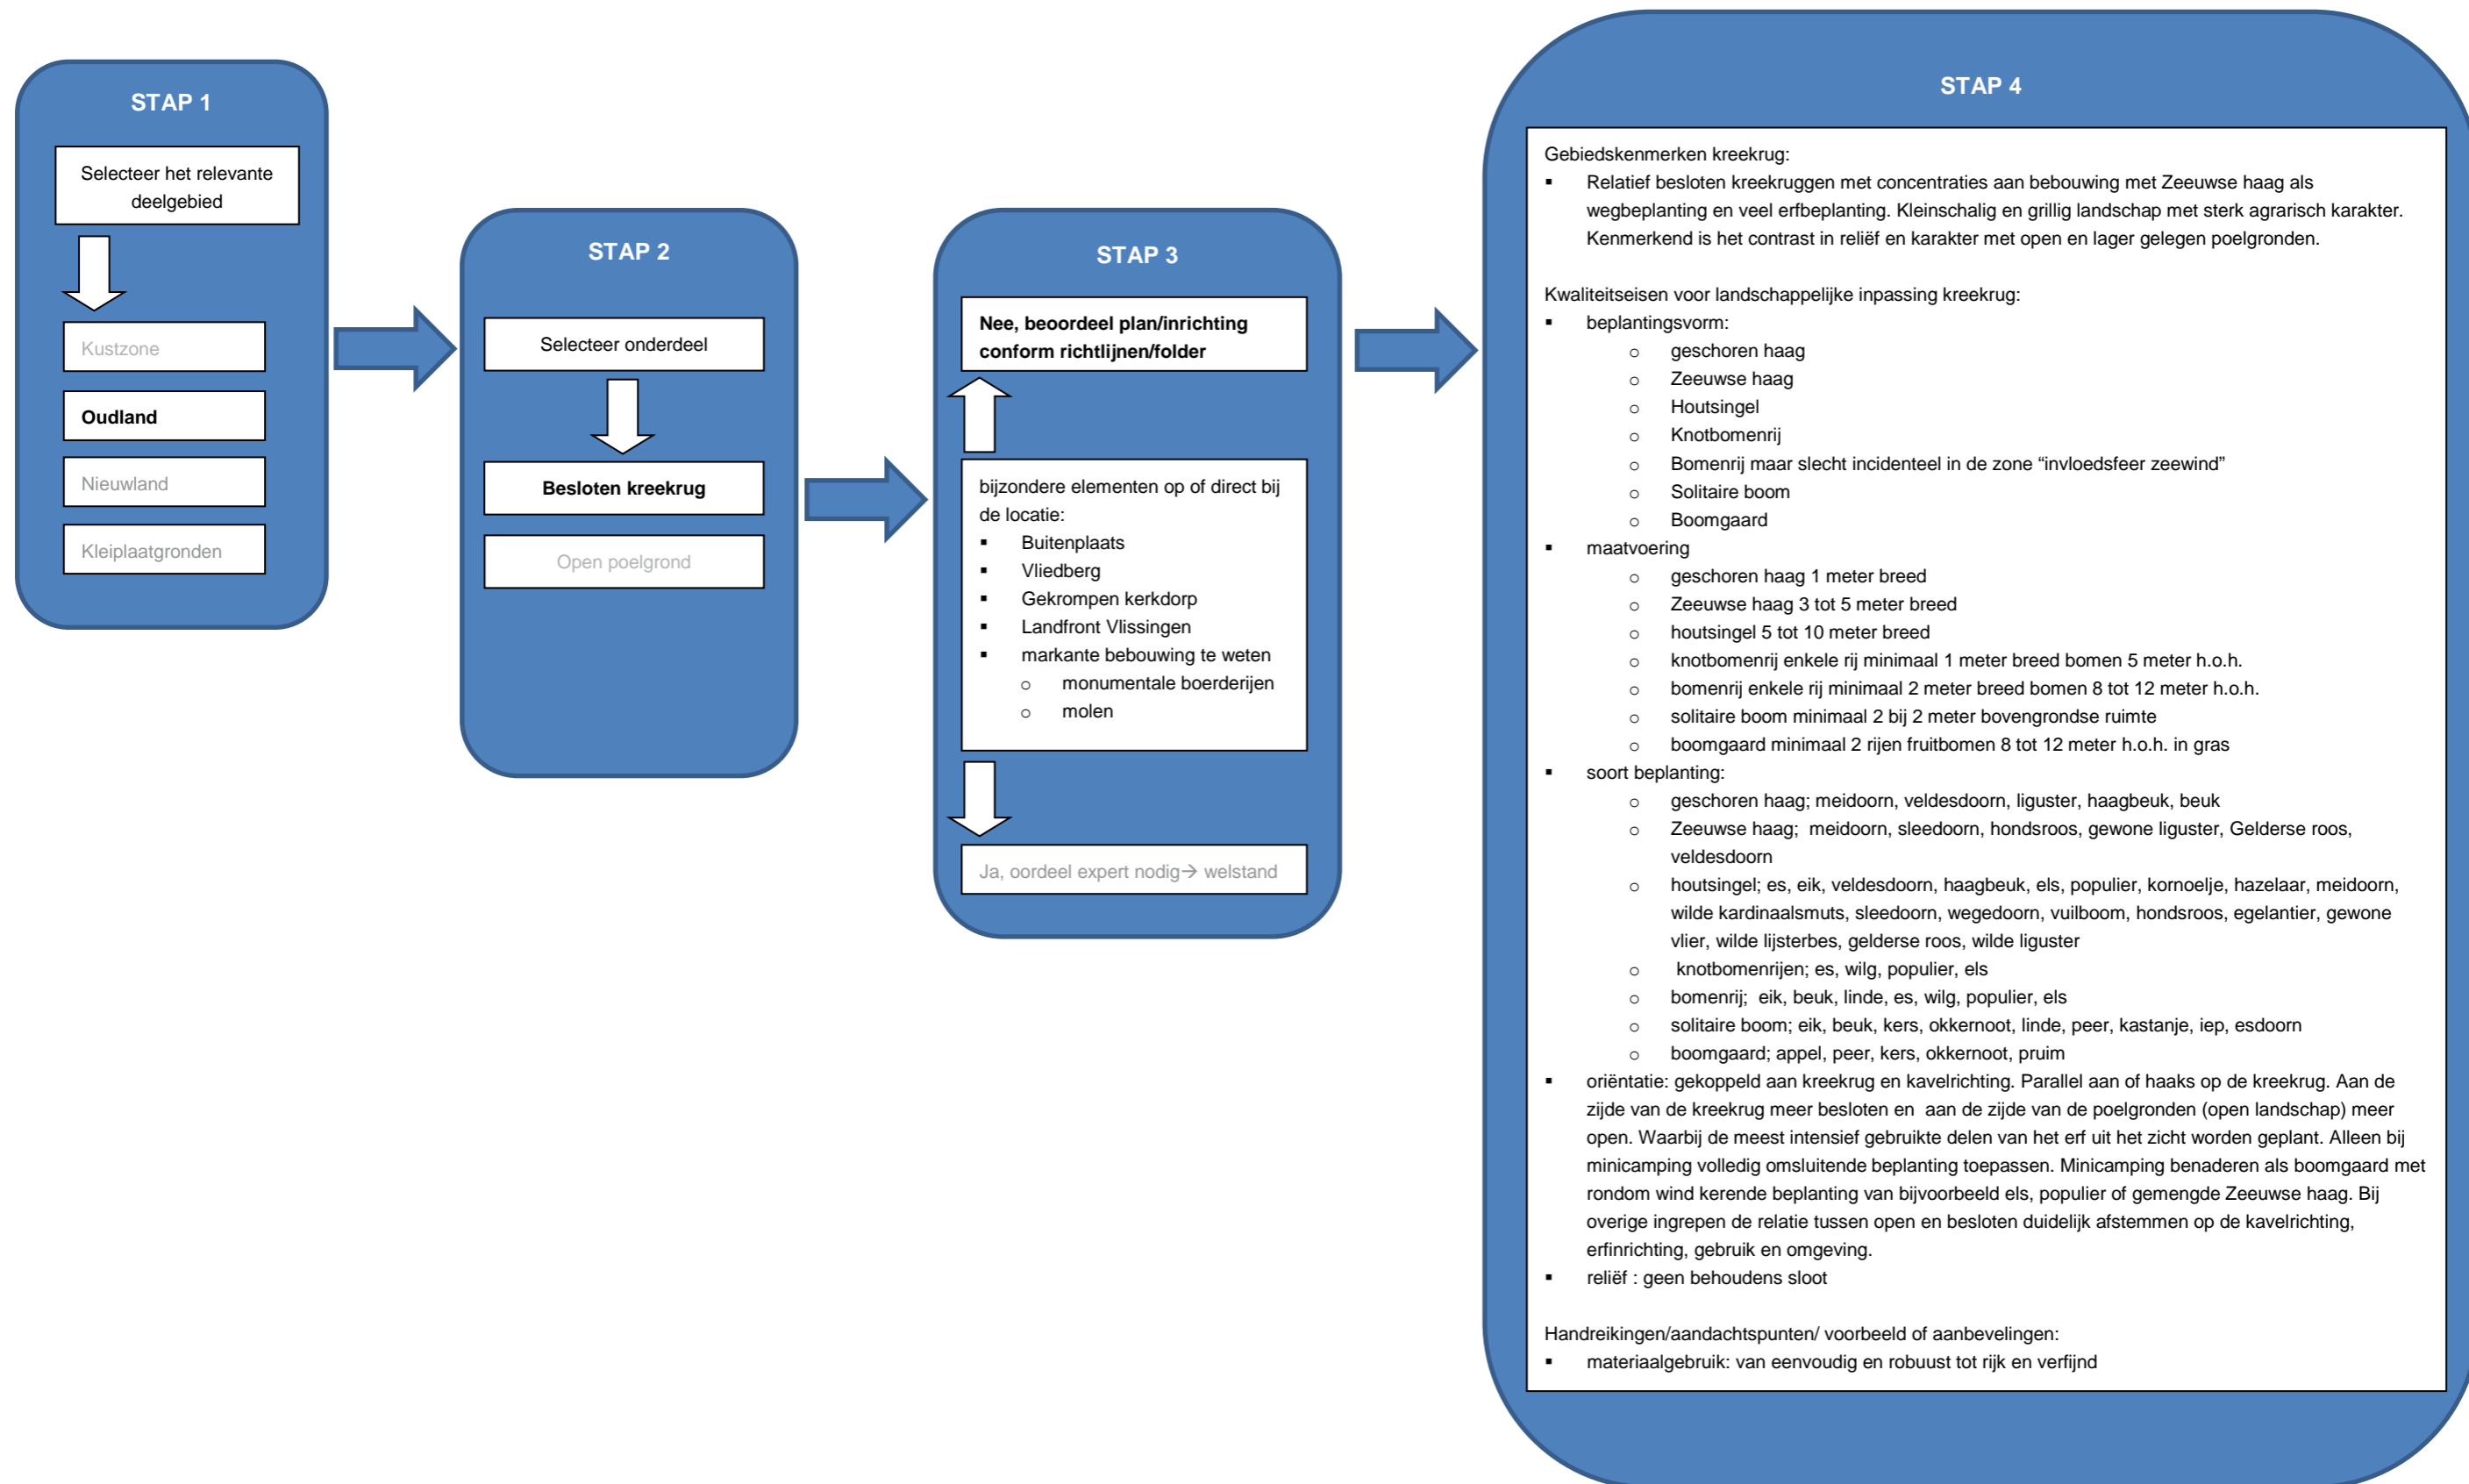 STAP 1
Selecteer het relevante
deelgebied
Kustzone
Oudland
Nieuwland
Kleiplaatgronden
STAP 2
Selecteer onderdeel
Besloten kreekrug
Open poelgrond
STAP 3
Nee, beoordeel plan/inrichting
conform richtlijnen/folder
bijzondere elementen op of direct bij
de locatie:
▪ Buitenplaats
▪ Vliedberg
▪ Gekrompen kerkdorp
▪ Landfront Vlissingen
▪ markante bebouwing te weten
o monumentale boerderijen
o molen
Ja, oordeel expert nodig→ welstand
STAP 4
Gebiedskenmerken kreekrug:
▪ Relatief besloten kreekruggen met concentraties aan bebouwing met Zeeuwse haag als
wegbeplanting en veel erfbeplanting. Kleinschalig en grillig landschap met sterk agrarisch karakter.
Kenmerkend is het contrast in reliëf en karakter met open en lager gelegen poelgronden.
Kwaliteitseisen voor landschappelijke inpassing kreekrug:
▪ beplantingsvorm:
o geschoren haag
o Zeeuwse haag
o Houtsingel
o Knotbomenrij
o Bomenrij maar slecht incidenteel in de zone “invloedsfeer zeewind”
o Solitaire boom
o Boomgaard
▪ maatvoering
o geschoren haag 1 meter breed
o Zeeuwse haag 3 tot 5 meter breed
o houtsingel 5 tot 10 meter breed
o knotbomenrij enkele rij minimaal 1 meter breed bomen 5 meter h.o.h.
o bomenrij enkele rij minimaal 2 meter breed bomen 8 tot 12 meter h.o.h.
o solitaire boom minimaal 2 bij 2 meter bovengrondse ruimte
o boomgaard minimaal 2 rijen fruitbomen 8 tot 12 meter h.o.h. in gras
▪ soort beplanting:
o geschoren haag; meidoorn, veldesdoorn, liguster, haagbeuk, beuk
o Zeeuwse haag; meidoorn, sleedoorn, hondsroos, gewone liguster, Gelderse roos,
veldesdoorn
o houtsingel; es, eik, veldesdoorn, haagbeuk, els, populier, kornoelje, hazelaar, meidoorn,
wilde kardinaalsmuts, sleedoorn, wegedoorn, vuilboom, hondsroos, egelantier, gewone
vlier, wilde lijsterbes, gelderse roos, wilde liguster
o knotbomenrijen; es, wilg, populier, els
o bomenrij; eik, beuk, linde, es, wilg, populier, els
o solitaire boom; eik, beuk, kers, okkernoot, linde, peer, kastanje, iep, esdoorn
o boomgaard; appel, peer, kers, okkernoot, pruim
▪ oriëntatie: gekoppeld aan kreekrug en kavelrichting. Parallel aan of haaks op de kreekrug. Aan de
zijde van de kreekrug meer besloten en aan de zijde van de poelgronden (open landschap) meer
open. Waarbij de meest intensief gebruikte delen van het erf uit het zicht worden geplant. Alleen bij
minicamping volledig omsluitende beplanting toepassen. Minicamping benaderen als boomgaard met
rondom wind kerende beplanting van bijvoorbeeld els, populier of gemengde Zeeuwse haag. Bij
overige ingrepen de relatie tussen open en besloten duidelijk afstemmen op de kavelrichting,
erfinrichting, gebruik en omgeving.
▪ reliëf : geen behoudens sloot
Handreikingen/aandachtspunten/ voorbeeld of aanbevelingen:
▪ materiaalgebruik: van eenvoudig en robuust tot rijk en verfijnd